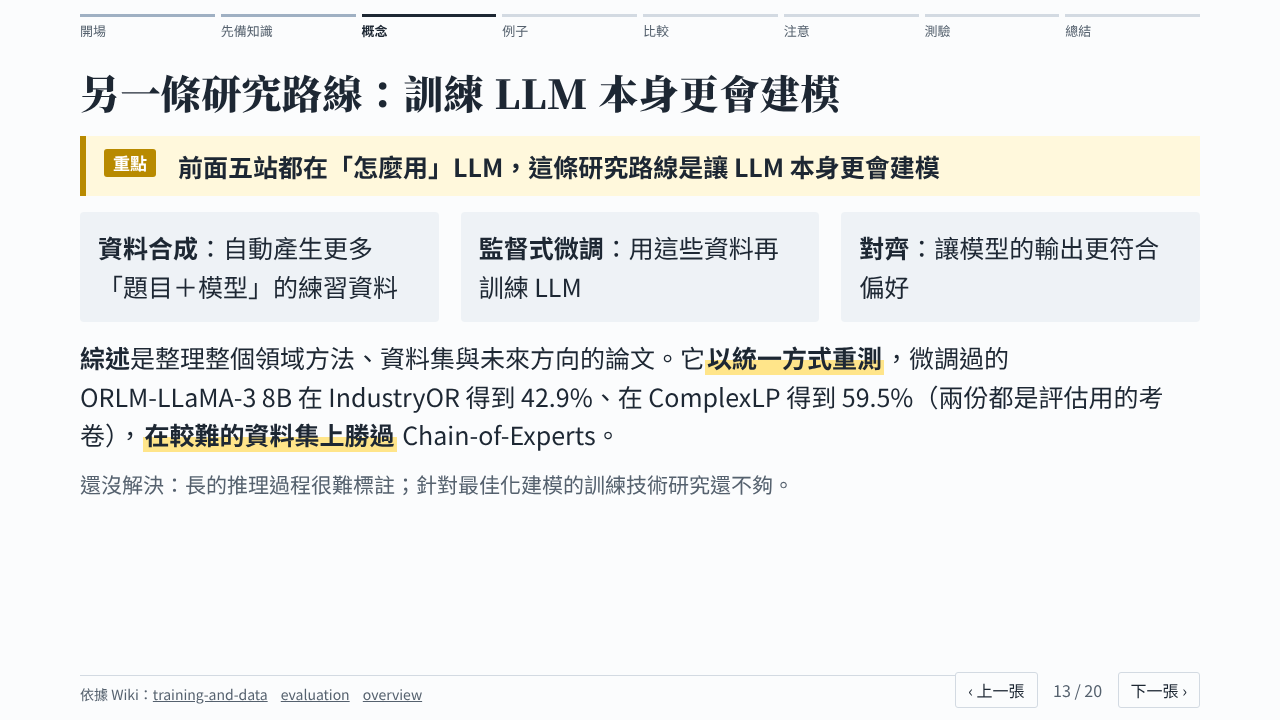 開場 先備知識 概念 例子 比較 注意 測驗 總結
另一條研究路線：訓練 LLM 本身更會建模
重點 前面五站都在「怎麼用」LLM，這條研究路線是讓 LLM 本身更會建模
資料合成：自動產生更多
「題目＋模型」的練習資料
監督式微調：用這些資料再
訓練 LLM
對齊：讓模型的輸出更符合
偏好
綜述是整理整個領域方法、資料集與未來方向的論文。它以統一方式重測，微調過的
ORLM-LLaMA-3 8B 在 IndustryOR 得到 42.9%、在 ComplexLP 得到 59.5%（兩份都是評估用的考
卷），在較難的資料集上勝過 Chain-of-Experts。
還沒解決：長的推理過程很難標註；針對最佳化建模的訓練技術研究還不夠。
依據 Wiki：training-and-data evaluation overview
‹ 上一張 13 / 20 下一張 ›